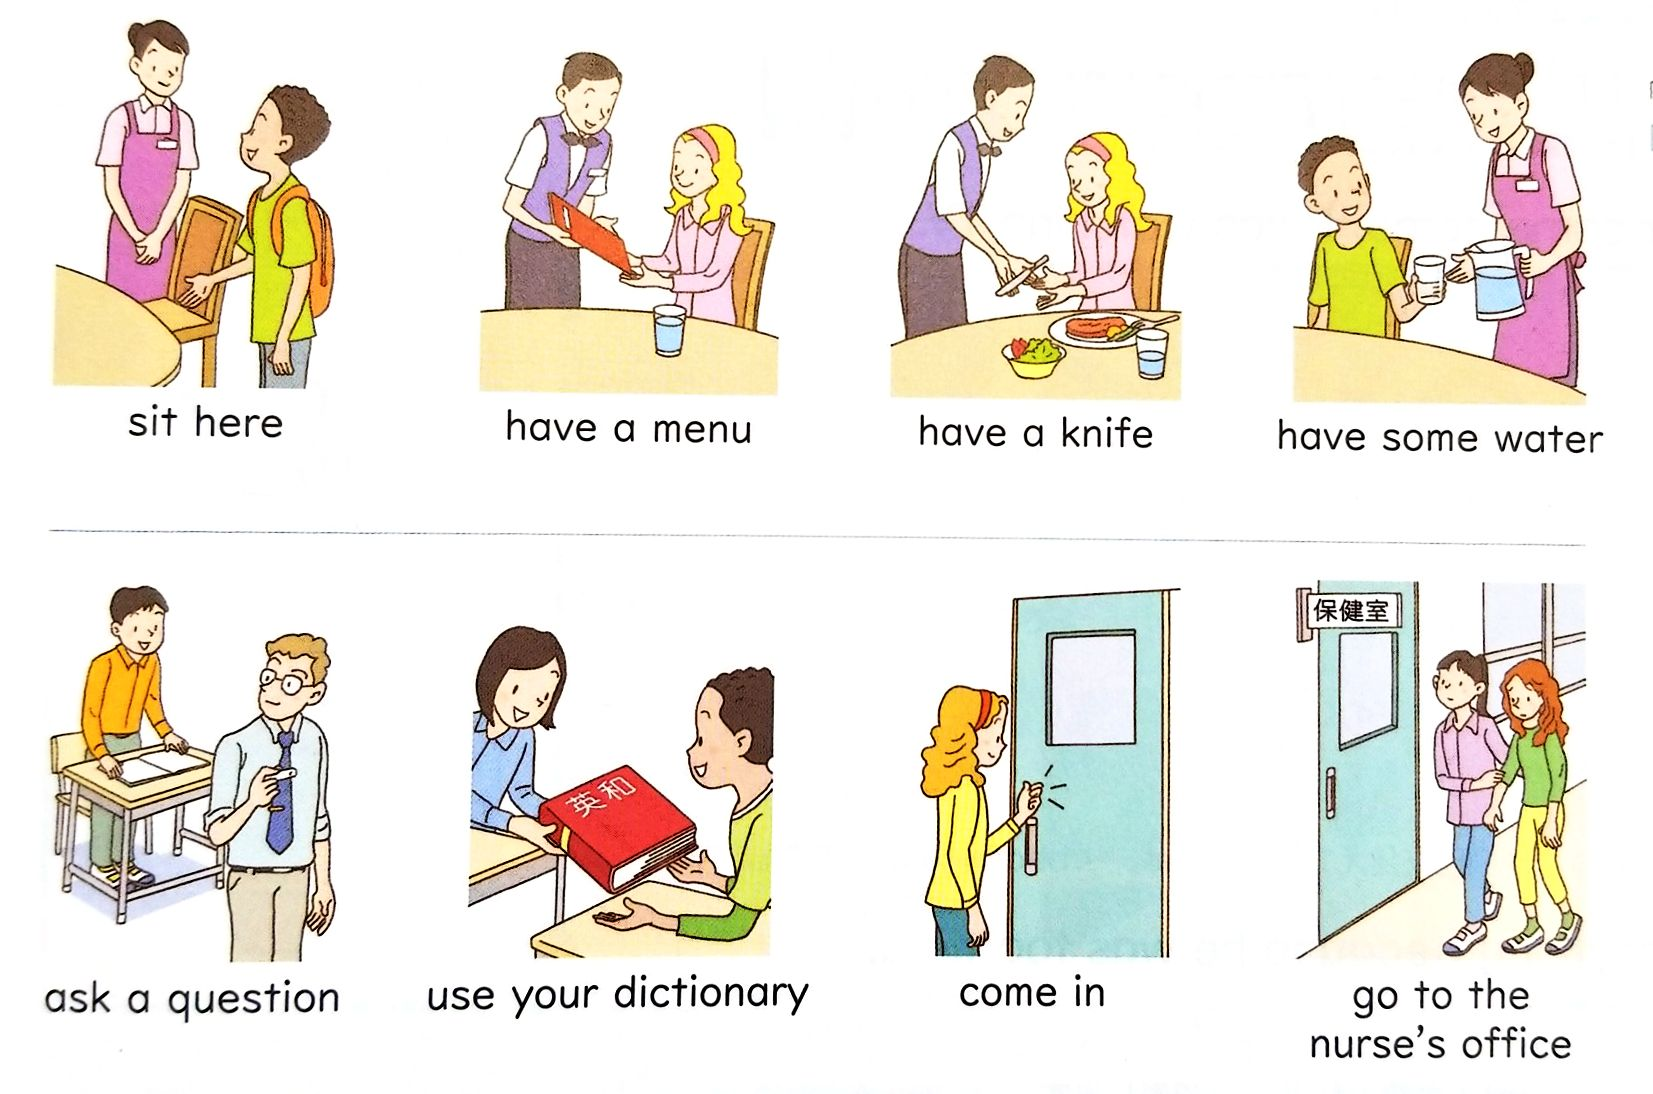 sit here
have a menu
have a knife
have some water
保健室
英和
ask a question
use your dictionary
come in
go to the
nurse's office